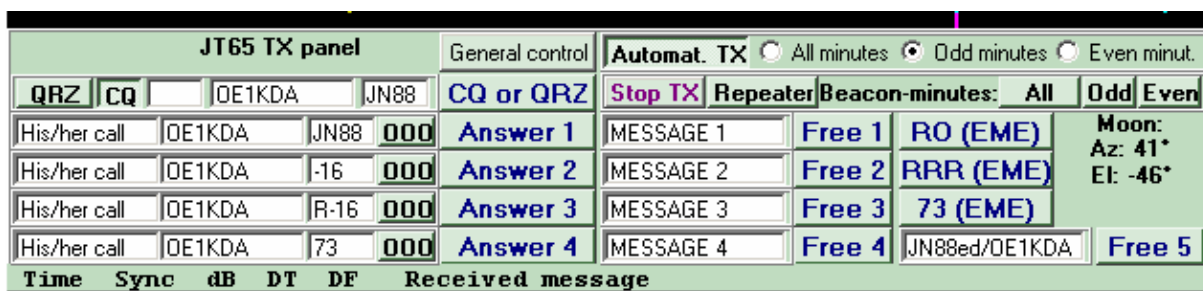 JT65 TX panel General control Automat. TX All minutes Odd minutes Even minut.
QRZ CQ OE1KDA JN88 CQ or QRZ Stop TX Repeater Beacon-minutes: All Odd Even
His/her call OE1KDA JN88 000 Answer 1 MESSAGE 1 Free 1 RO (EME) Moon:
Az: 41°
His/her call OE1KDA -16 000 Answer 2 MESSAGE 2 Free 2 RRR (EME) El: -46°
His/her call OE1KDA R-16 000 Answer 3 MESSAGE 3 Free 3 73 (EME)
His/her call OE1KDA 73 000 Answer 4 MESSAGE 4 Free 4 JN88ed/OE1KDA Free 5
Time Sync dB DT DF Received message